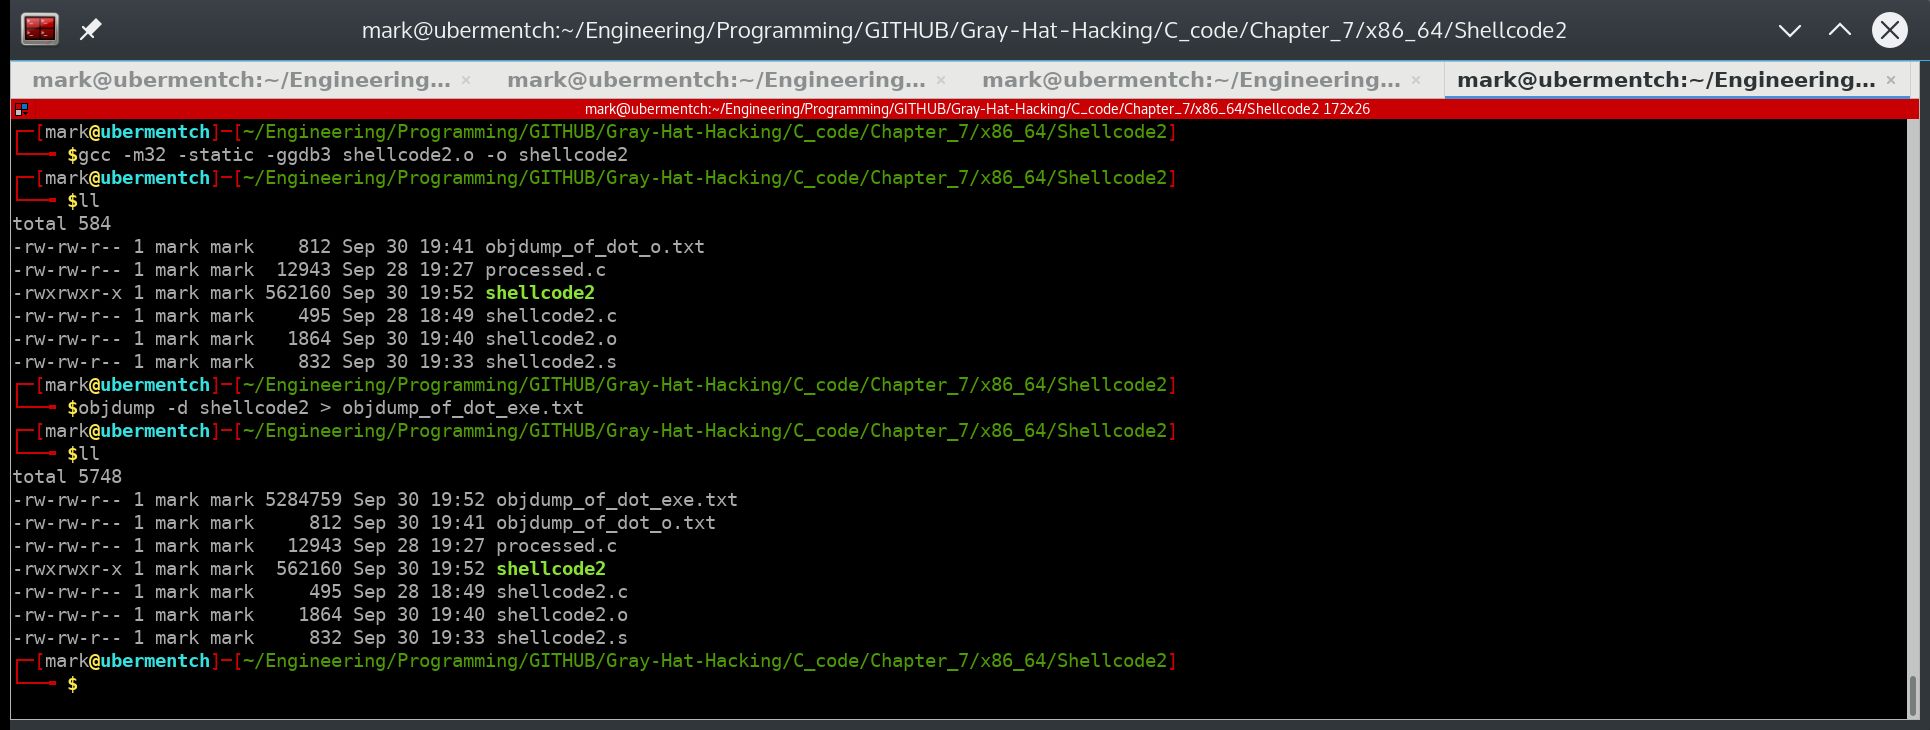 mark@ubermentch:~/Engineering/Programming/GITHUB/Gray-Hat-Hacking/C_code/Chapter_7/x86_64/Shellcode2
mark@ubermentch:~/Engineering… × mark@ubermentch:~/Engineering… × mark@ubermentch:~/Engineering… × mark@ubermentch:~/Engineering… ×
mark@ubermentch:~/Engineering/Programming/GITHUB/Gray-Hat-Hacking/C_code/Chapter_7/x86_64/Shellcode2 172x26
┌─[mark@ubermentch]─[~/Engineering/Programming/GITHUB/Gray-Hat-Hacking/C_code/Chapter_7/x86_64/Shellcode2]
└──╼ $gcc -m32 -static -ggdb3 shellcode2.o -o shellcode2
┌─[mark@ubermentch]─[~/Engineering/Programming/GITHUB/Gray-Hat-Hacking/C_code/Chapter_7/x86_64/Shellcode2]
└──╼ $ll
total 584
-rw-rw-r-- 1 mark mark    812 Sep 30 19:41 objdump_of_dot_o.txt
-rw-rw-r-- 1 mark mark  12943 Sep 28 19:27 processed.c
-rwxrwxr-x 1 mark mark 562160 Sep 30 19:52 shellcode2
-rw-rw-r-- 1 mark mark    495 Sep 28 18:49 shellcode2.c
-rw-rw-r-- 1 mark mark   1864 Sep 30 19:40 shellcode2.o
-rw-rw-r-- 1 mark mark    832 Sep 30 19:33 shellcode2.s
┌─[mark@ubermentch]─[~/Engineering/Programming/GITHUB/Gray-Hat-Hacking/C_code/Chapter_7/x86_64/Shellcode2]
└──╼ $objdump -d shellcode2 > objdump_of_dot_exe.txt
┌─[mark@ubermentch]─[~/Engineering/Programming/GITHUB/Gray-Hat-Hacking/C_code/Chapter_7/x86_64/Shellcode2]
└──╼ $ll
total 5748
-rw-rw-r-- 1 mark mark 5284759 Sep 30 19:52 objdump_of_dot_exe.txt
-rw-rw-r-- 1 mark mark     812 Sep 30 19:41 objdump_of_dot_o.txt
-rw-rw-r-- 1 mark mark   12943 Sep 28 19:27 processed.c
-rwxrwxr-x 1 mark mark  562160 Sep 30 19:52 shellcode2
-rw-rw-r-- 1 mark mark     495 Sep 28 18:49 shellcode2.c
-rw-rw-r-- 1 mark mark    1864 Sep 30 19:40 shellcode2.o
-rw-rw-r-- 1 mark mark     832 Sep 30 19:33 shellcode2.s
┌─[mark@ubermentch]─[~/Engineering/Programming/GITHUB/Gray-Hat-Hacking/C_code/Chapter_7/x86_64/Shellcode2]
└──╼ $